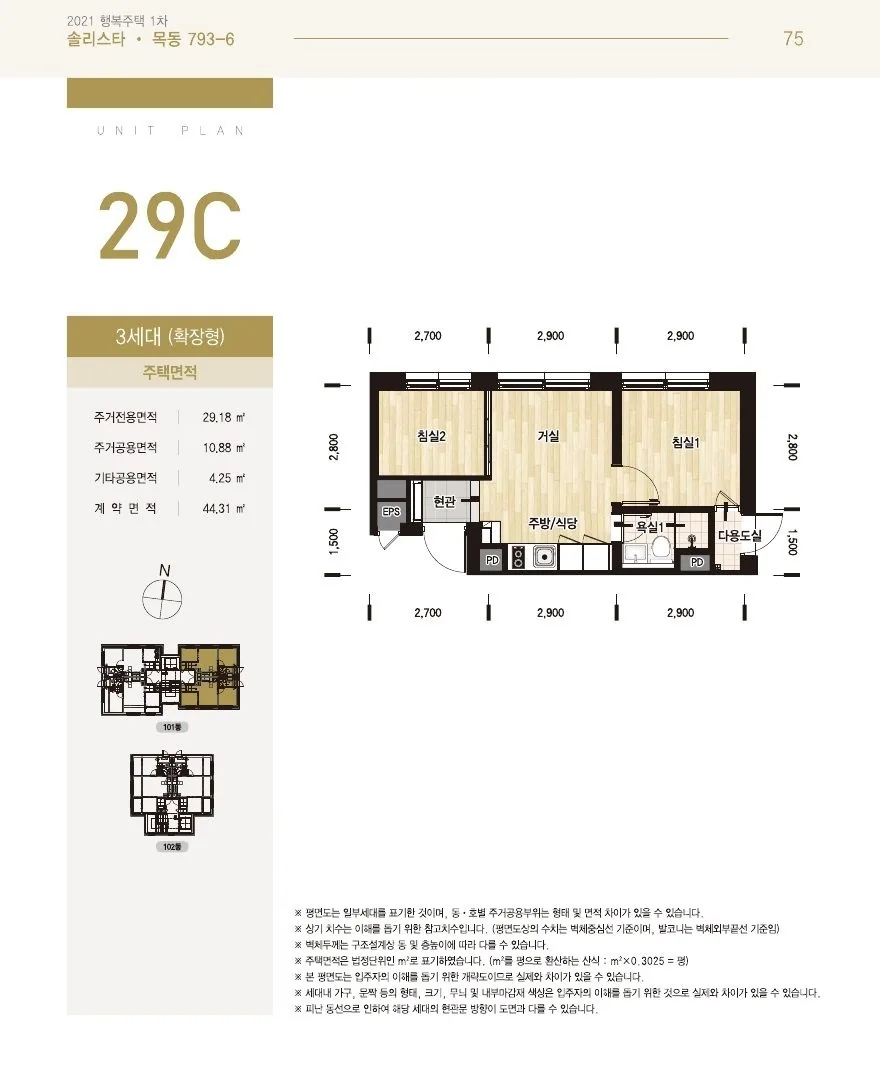 2021 행복주택 1차
솔리스타 • 목동 793-6
75
UNIT PLAN
29C
3세대 (확장형)
주택면적
주거전용면적 29.18 ㎡
주거공용면적 10.88 ㎡
기타공용면적 4.25 ㎡
계 약 면 적 44.31 ㎡
N
101동
102동
2,700 2,900 2,900
2,800 2,800
침실2 거실 침실1
현관
EPS
주방/식당 욕실1 다용도실
1,500 1,500
PD PD
2,700 2,900 2,900
※ 평면도는 일부세대를 표기한 것이며, 동・호별 주거공용부위는 형태 및 면적 차이가 있을 수 있습니다.
※ 상기 치수는 이해를 돕기 위한 참고치수입니다. (평면도상의 수치는 벽체중심선 기준이며, 발코니는 벽체외부끝선 기준임)
※ 벽체두께는 구조설계상 동 및 층높이에 따라 다를 수 있습니다.
※ 주택면적은 법정단위인 ㎡로 표기하였습니다. (㎡를 평으로 환산하는 산식 : ㎡×0.3025 = 평)
※ 본 평면도는 입주자의 이해를 돕기 위한 개략도이므로 실제와 차이가 있을 수 있습니다.
※ 세대내 가구, 문짝 등의 형태, 크기, 무늬 및 내부마감재 색상은 입주자의 이해를 돕기 위한 것으로 실제와 차이가 있을 수 있습니다.
※ 피난 동선으로 인하여 해당 세대의 현관문 방향이 도면과 다를 수 있습니다.